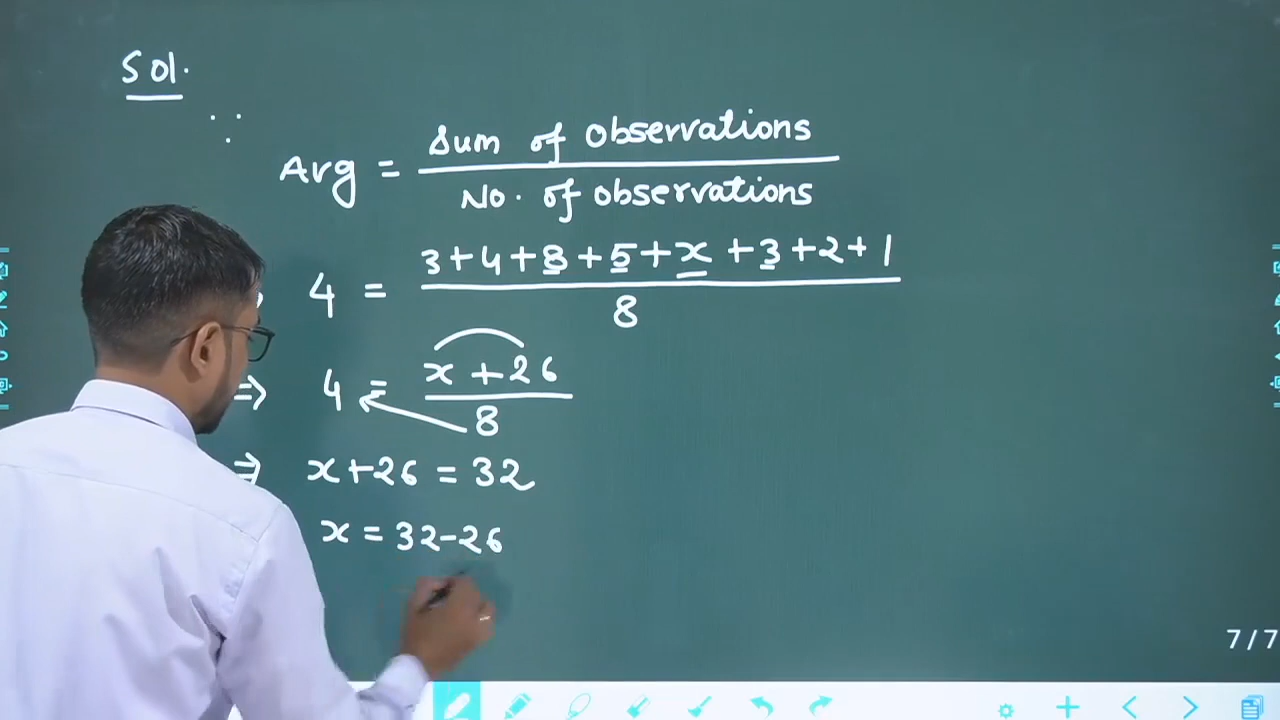 Sol.
∵
Avg = Sum of Observations / No. of observations
4 = 3+4+8+5+x+3+2+1 / 8
⇒ 4 = x+26 / 8
⇒ x+26 = 32
x = 32-26
7/7